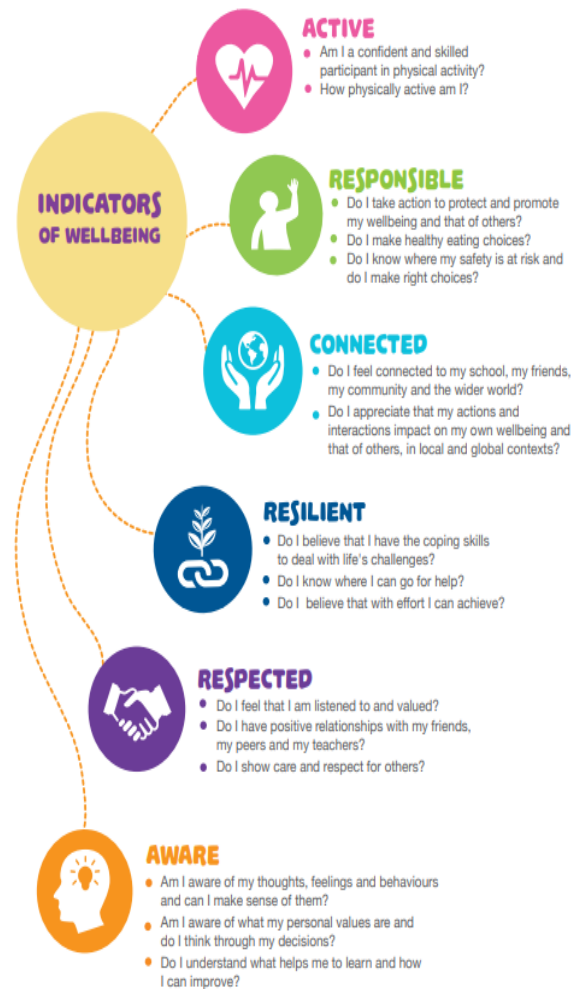 ACTIVE
• Am I a confident and skilled
participant in physical activity?
• How physically active am I?
INDICATORS
OF WELLBEING
RESPONSIBLE
• Do I take action to protect and promote
my wellbeing and that of others?
• Do I make healthy eating choices?
• Do I know where my safety is at risk and
do I make right choices?
CONNECTED
• Do I feel connected to my school, my friends,
my community and the wider world?
• Do I appreciate that my actions and
interactions impact on my own wellbeing and
that of others, in local and global contexts?
RESILIENT
• Do I believe that I have the coping skills
to deal with life's challenges?
• Do I know where I can go for help?
• Do I believe that with effort I can achieve?
RESPECTED
• Do I feel that I am listened to and valued?
• Do I have positive relationships with my friends,
my peers and my teachers?
• Do I show care and respect for others?
AWARE
• Am I aware of my thoughts, feelings and behaviours
and can I make sense of them?
• Am I aware of what my personal values are and
do I think through my decisions?
• Do I understand what helps me to learn and how
I can improve?